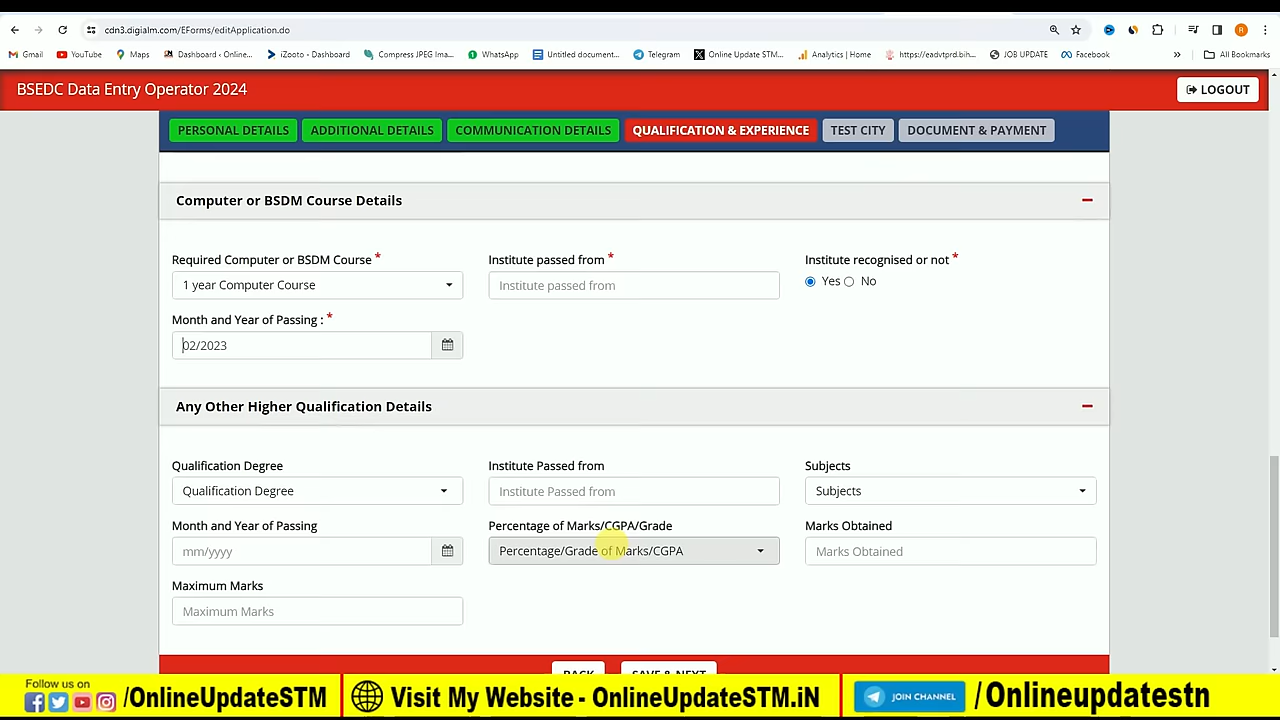 cdn3.digialm.com/EForms/editApplication.do
Gmail YouTube Maps Dashboard ‹ Online... iZooto - Dashboard Compress JPEG Ima... WhatsApp Untitled document... Telegram Online Update STM... Analytics | Home https://eadvtprd.bih... JOB UPDATE Facebook » All Bookmarks
BSEDC Data Entry Operator 2024 LOGOUT
PERSONAL DETAILS ADDITIONAL DETAILS COMMUNICATION DETAILS QUALIFICATION & EXPERIENCE TEST CITY DOCUMENT & PAYMENT
Computer or BSDM Course Details
Required Computer or BSDM Course * Institute passed from * Institute recognised or not *
1 year Computer Course Institute passed from Yes No
Month and Year of Passing : *
02/2023
Any Other Higher Qualification Details
Qualification Degree Institute Passed from Subjects
Qualification Degree Institute Passed from Subjects
Month and Year of Passing Percentage of Marks/CGPA/Grade Marks Obtained
mm/yyyy Percentage/Grade of Marks/CGPA Marks Obtained
Maximum Marks
Maximum Marks
BACK SAVE & NEXT
Follow us on
/OnlineUpdateSTM Visit My Website - OnlineUpdateSTM.iN JOIN CHANNEL /Onlineupdatestn